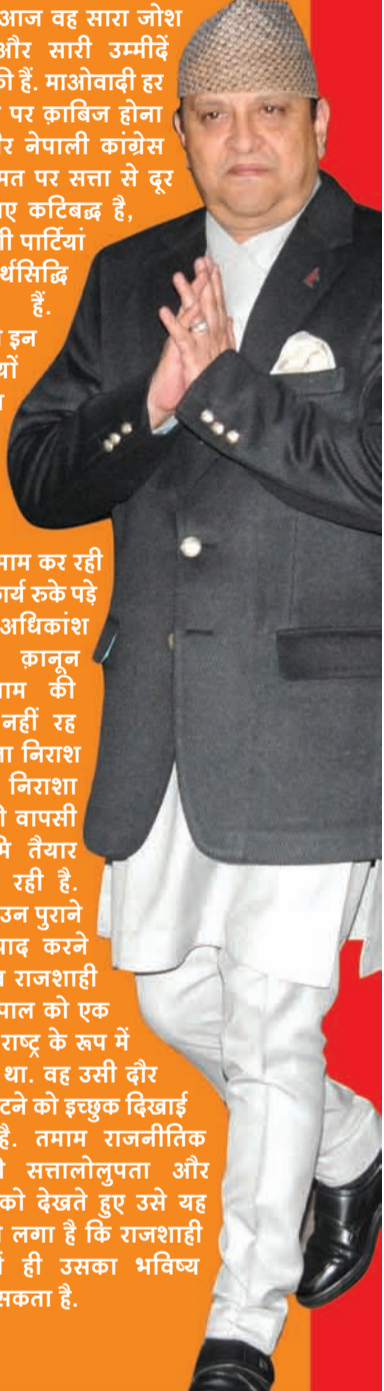 आज वह सारा जोश
और सारी उम्मीदें
की हैं. माओवादी हर
पर क़ाबिज होना
नेपाली कांग्रेस
मत पर सत्ता से दूर
कटिबद्ध है,
पार्टियां
र्थसिद्धि
हैं.
इन
यों
माम कर रही
कार्य रुके पड़े
अधिकांश
क़ानून
की
नहीं रह
निराश
निराशा
वापसी
तैयार
रही है.
उन पुराने
याद करने
राजशाही
पाल को एक
राष्ट्र के रूप में
था. वह उसी दौर
टने को इच्छुक दिखाई
है. तमाम राजनीतिक
सत्तालोलुपता और
को देखते हुए उसे यह
लगा है कि राजशाही
ही उसका भविष्य
सकता है.